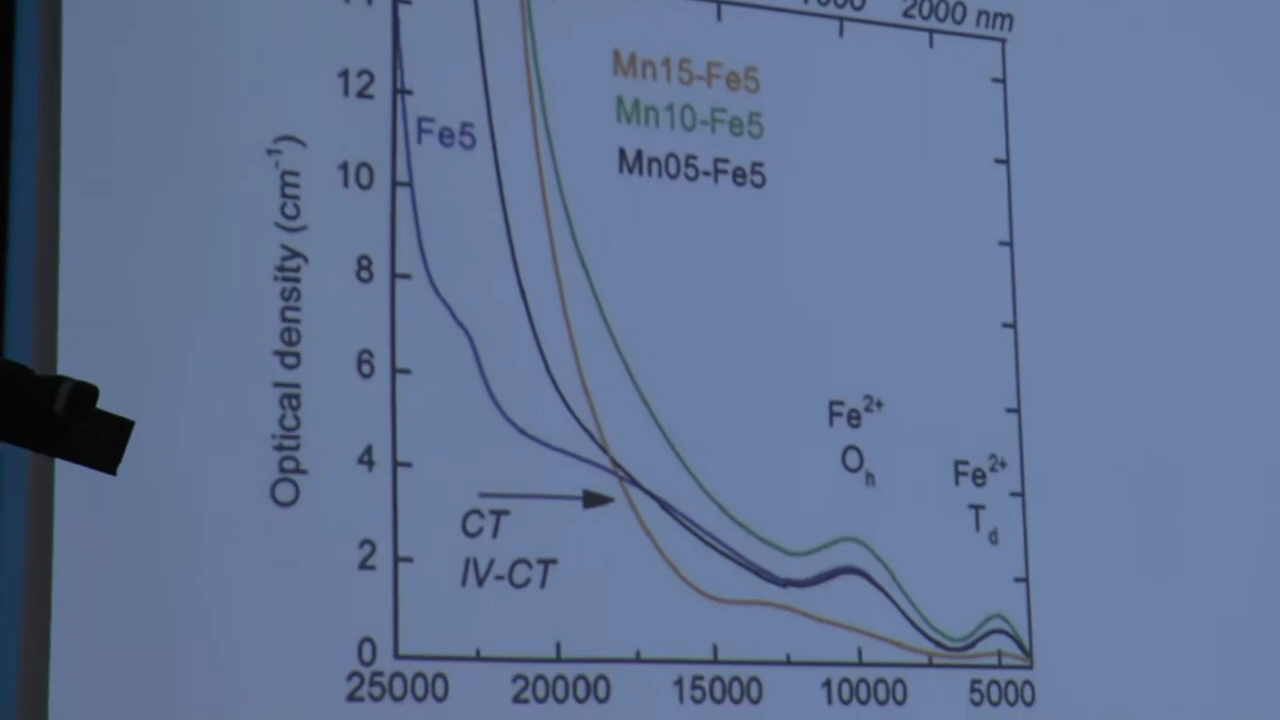 2000 nm
Mn15-Fe5
Mn10-Fe5
Mn05-Fe5
Fe5
Optical density (cm⁻¹)
12
10
8
6
4
2
0
Fe²⁺
Oₕ
Fe²⁺
T_d
CT
IV-CT
25000 20000 15000 10000 5000